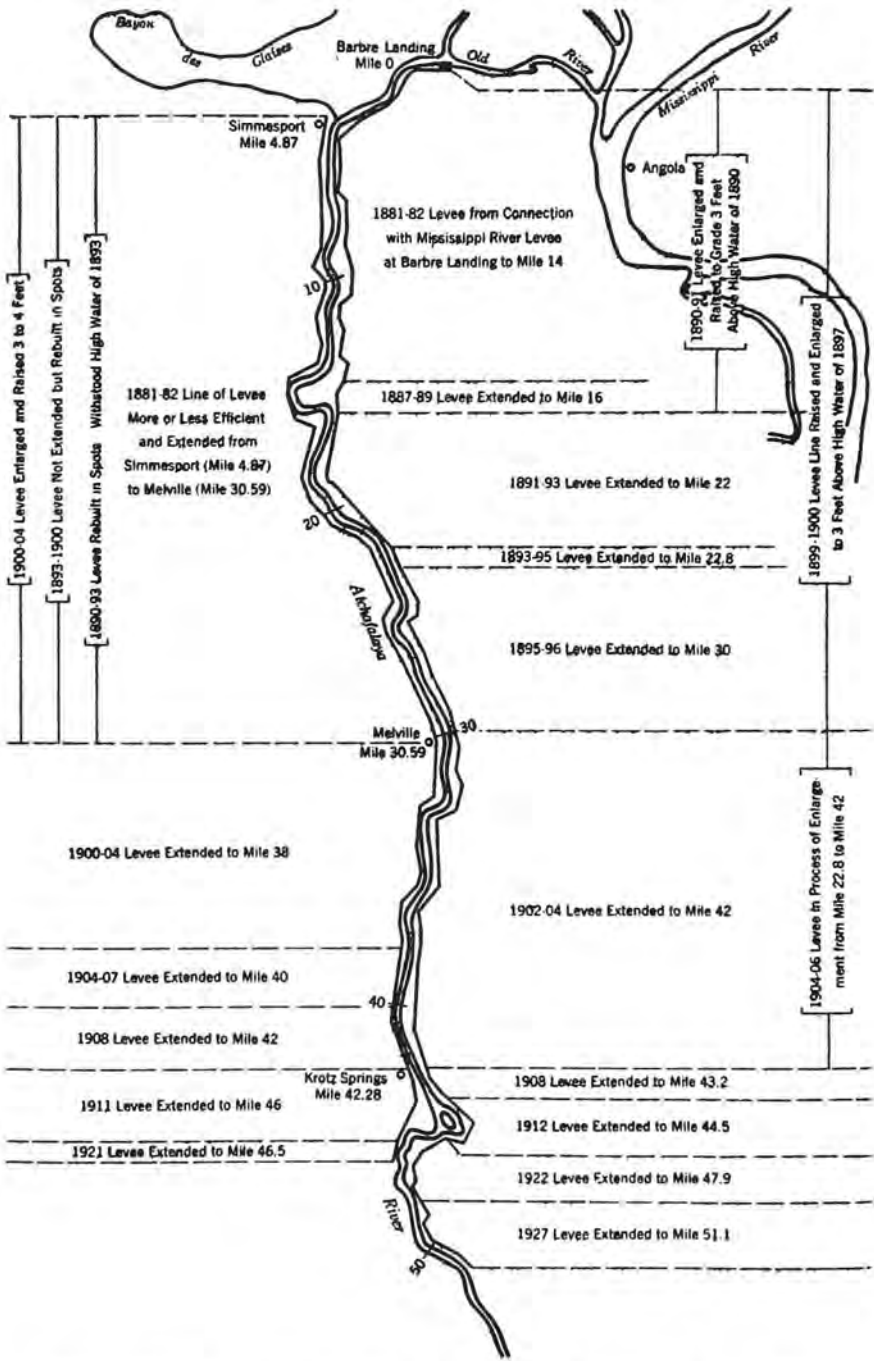 Bayou
des
Glaises
Barbre Landing
Mile 0
Old
River
Mississippi
River
Simmesport
Mile 4.87
Angola
1881-82 Levee from Connection
with Mississippi River Levee
at Barbre Landing to Mile 14
10
1890-91 Levee Enlarged and
Raised to Grade 3 Feet
Above High Water of 1890
1900-04 Levee Enlarged and Raised 3 to 4 Feet
1893-1900 Levee Not Extended but Rebuilt in Spots
1890-93 Levee Rebuilt in Spots Withstood High Water of 1893
1881-82 Line of Levee
More or Less Efficient
and Extended from
Simmesport (Mile 4.87)
to Melville (Mile 30.59)
1887-89 Levee Extended to Mile 16
1891-93 Levee Extended to Mile 22
20
1893-95 Levee Extended to Mile 22.8
1899-1900 Levee Line Raised and Enlarged
to 3 Feet Above High Water of 1897
Atchafalaya
1895-96 Levee Extended to Mile 30
Melville
Mile 30.59
30
1900-04 Levee Extended to Mile 38
1902-04 Levee Extended to Mile 42
1904-06 Levee in Process of Enlarge-
ment from Mile 22.8 to Mile 42
1904-07 Levee Extended to Mile 40
40
1908 Levee Extended to Mile 42
Krotz Springs
Mile 42.28
1908 Levee Extended to Mile 43.2
1911 Levee Extended to Mile 46
1912 Levee Extended to Mile 44.5
1921 Levee Extended to Mile 46.5
1922 Levee Extended to Mile 47.9
River
1927 Levee Extended to Mile 51.1
50